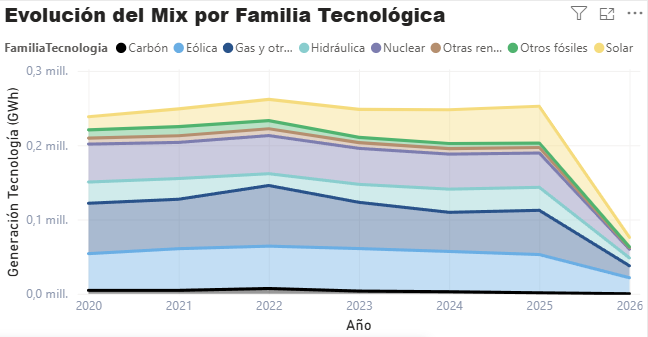 Evolución del Mix por Familia Tecnológica
FamiliaTecnologia Carbón Eólica Gas y otr... Hidráulica Nuclear Otras ren... Otros fósiles Solar
Generación Tecnología (GWh)
0,3 mill.
0,2 mill.
0,1 mill.
0,0 mill.
2020 2021 2022 2023 2024 2025 2026
Año